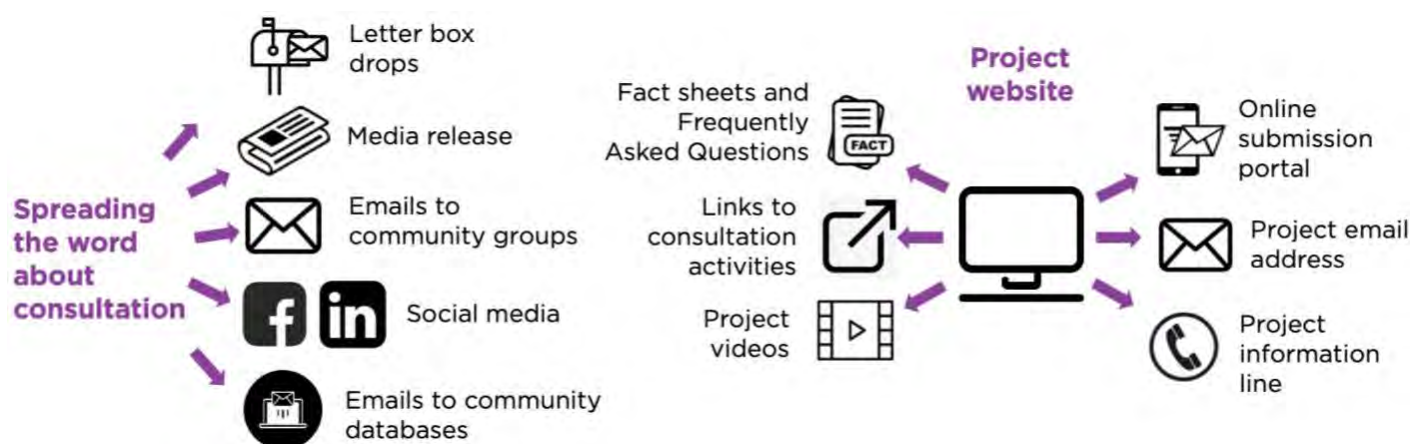 Spreading
the word
about
consultation
Letter box
drops
Media release
Emails to
community groups
f
in
Social media
Emails to community
databases
Project
website
Fact sheets and
Frequently
Asked Questions
FACT
Links to
consultation
activities
Project
videos
Online
submission
portal
Project email
address
Project
information
line